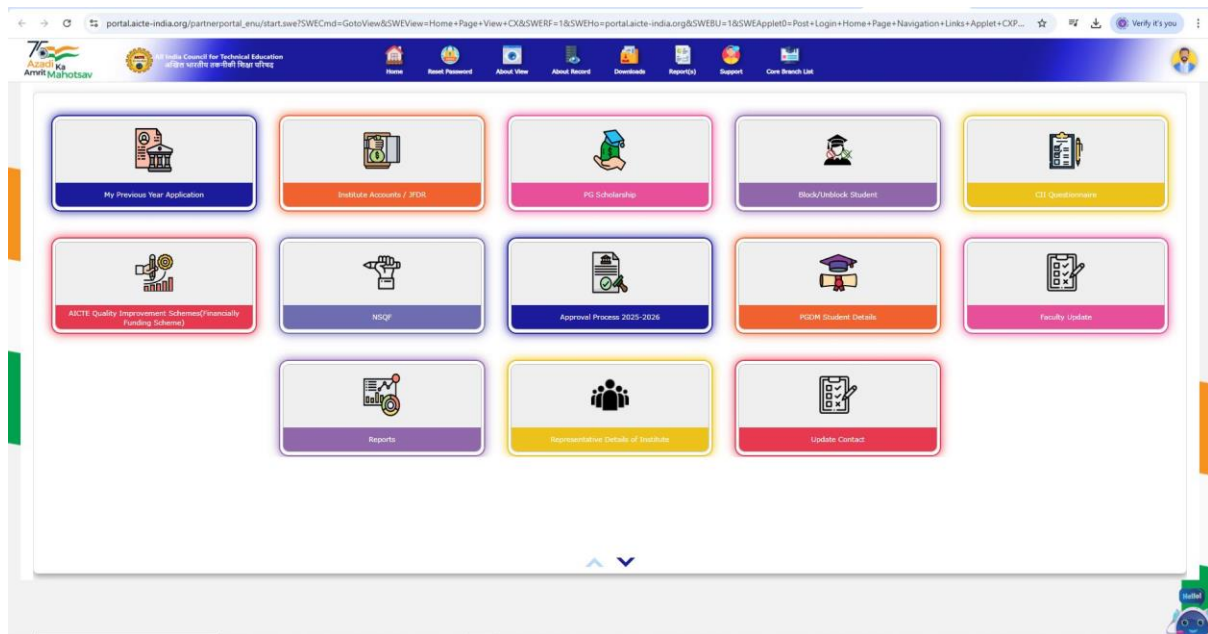 portal.aicte-india.org/partnerportal_enu/start.swe?SWECmd=GotoView&SWEView=Home+Page+View+CX&SWERF=1&SWEHo=portal.aicte-india.org&SWEBU=1&SWEApplet0=Post+Login+Home+Page+Navigation+Links+Applet+CXP...
Verify it's you
Azadi Ka
Amrit Mahotsav
All India Council for Technical Education
अखिल भारतीय तकनीकी शिक्षा परिषद
Home
Reset Password
About View
About Record
Downloads
Report(s)
Support
Core Branch List
My Previous Year Application
Institute Accounts / JFDR
PG Scholarship
Block/Unblock Student
CII Questionnaire
AICTE Quality Improvement Schemes(Financially
Funding Scheme)
NSQF
Approval Process 2025-2026
PGDM Student Details
Faculty Update
Reports
Representative Details of Institute
Update Contact
Hello!